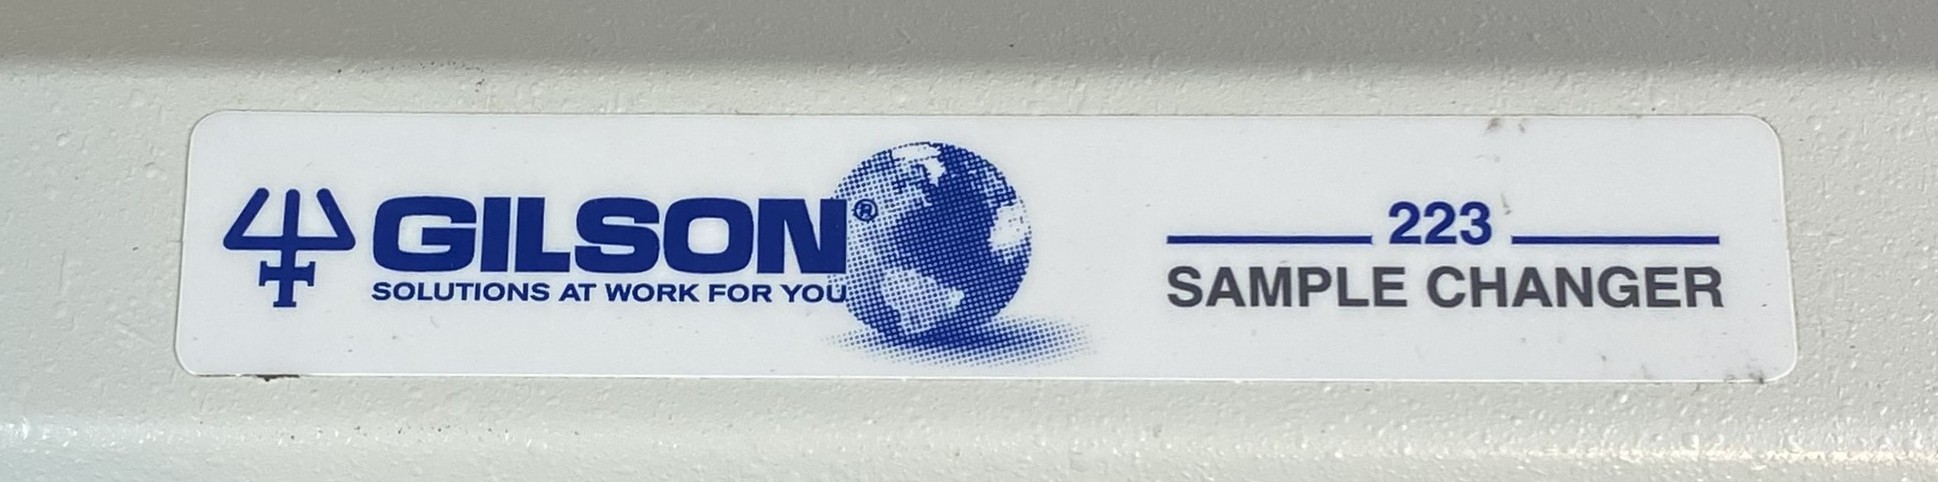 GILSON®
SOLUTIONS AT WORK FOR YOU
223
SAMPLE CHANGER